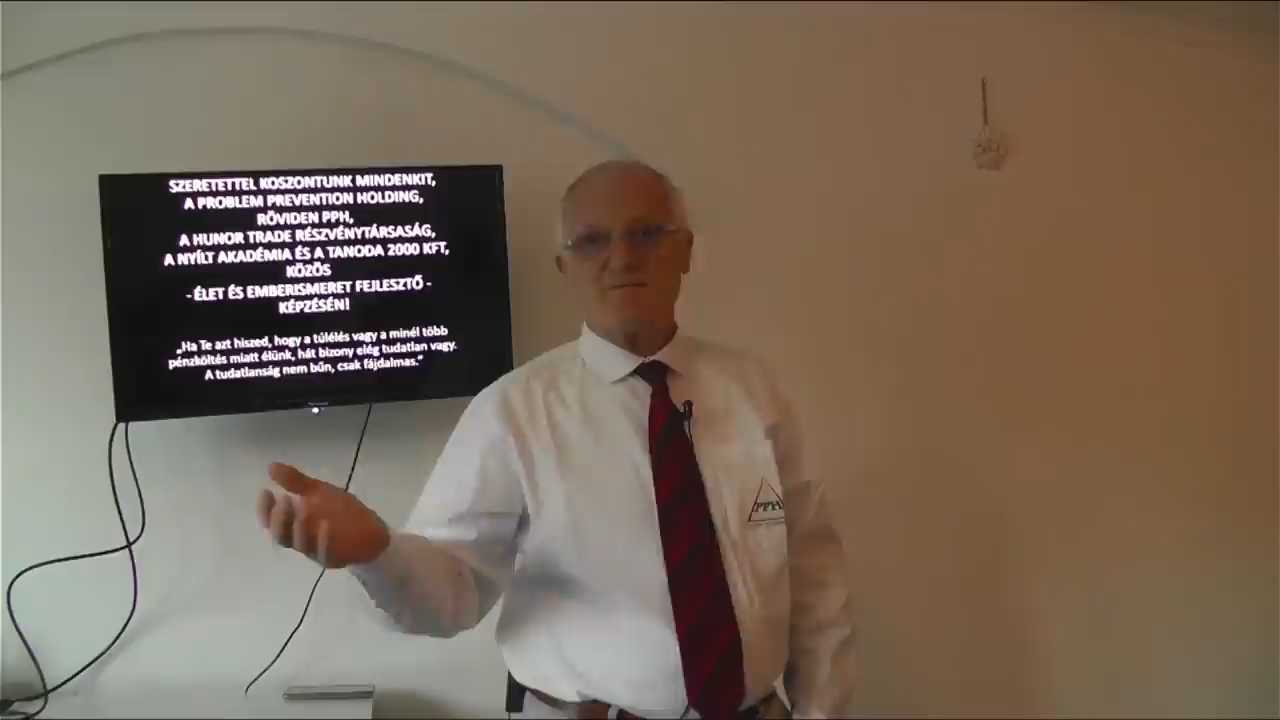 SZERETETTEL KÖSZÖNTÜNK MINDENKIT,
A PROBLEM PREVENTION HOLDING,
RÖVIDEN PPH,
A HUNOR TRADE RÉSZVÉNYTÁRSASÁG,
A NYÍLT AKADÉMIA ÉS A TANODA 2000 KFT,
KÖZÖS
- ÉLET ÉS EMBERISMERET FEJLESZTŐ -
KÉPZÉSÉN!
„Ha Te azt hiszed, hogy a túlélés vagy a minél több
pénzköltés miatt élünk, hát bizony elég tudatlan vagy.
A tudatlanság nem bűn, csak fájdalmas.”
PPH